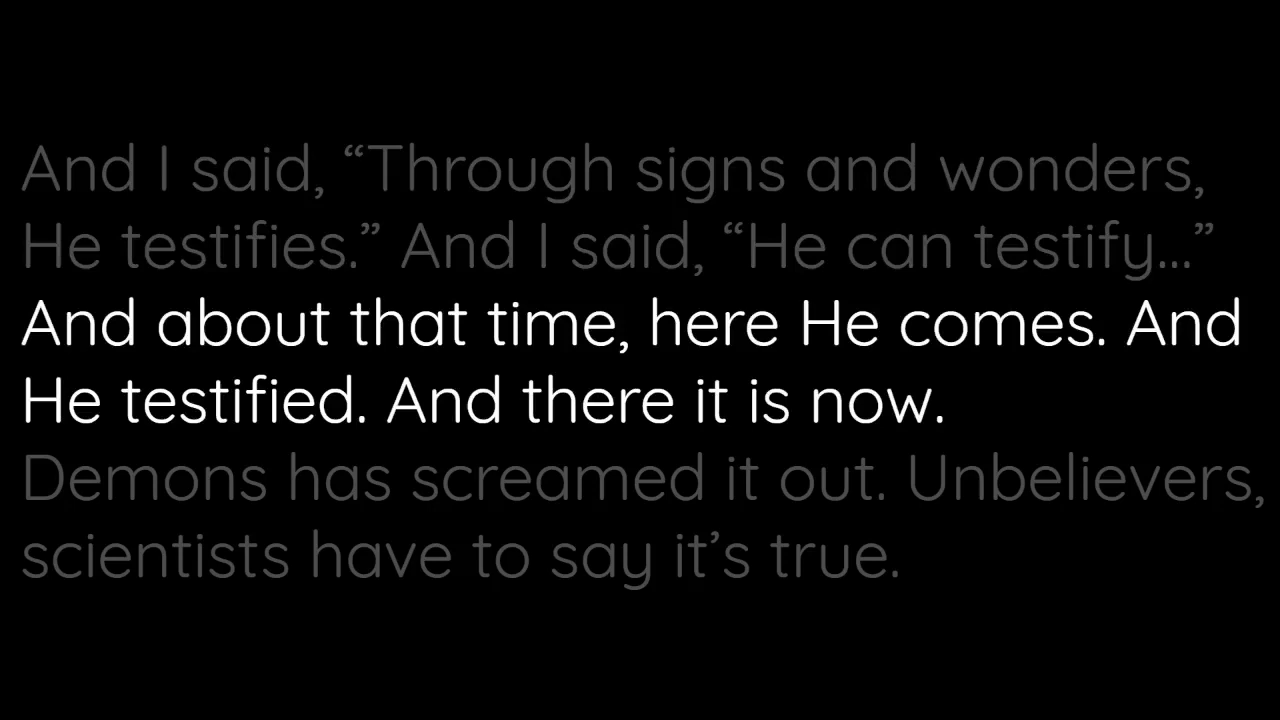 And I said, “Through signs and wonders,
He testifies.” And I said, “He can testify...”
And about that time, here He comes. And
He testified. And there it is now.
Demons has screamed it out. Unbelievers,
scientists have to say it’s true.